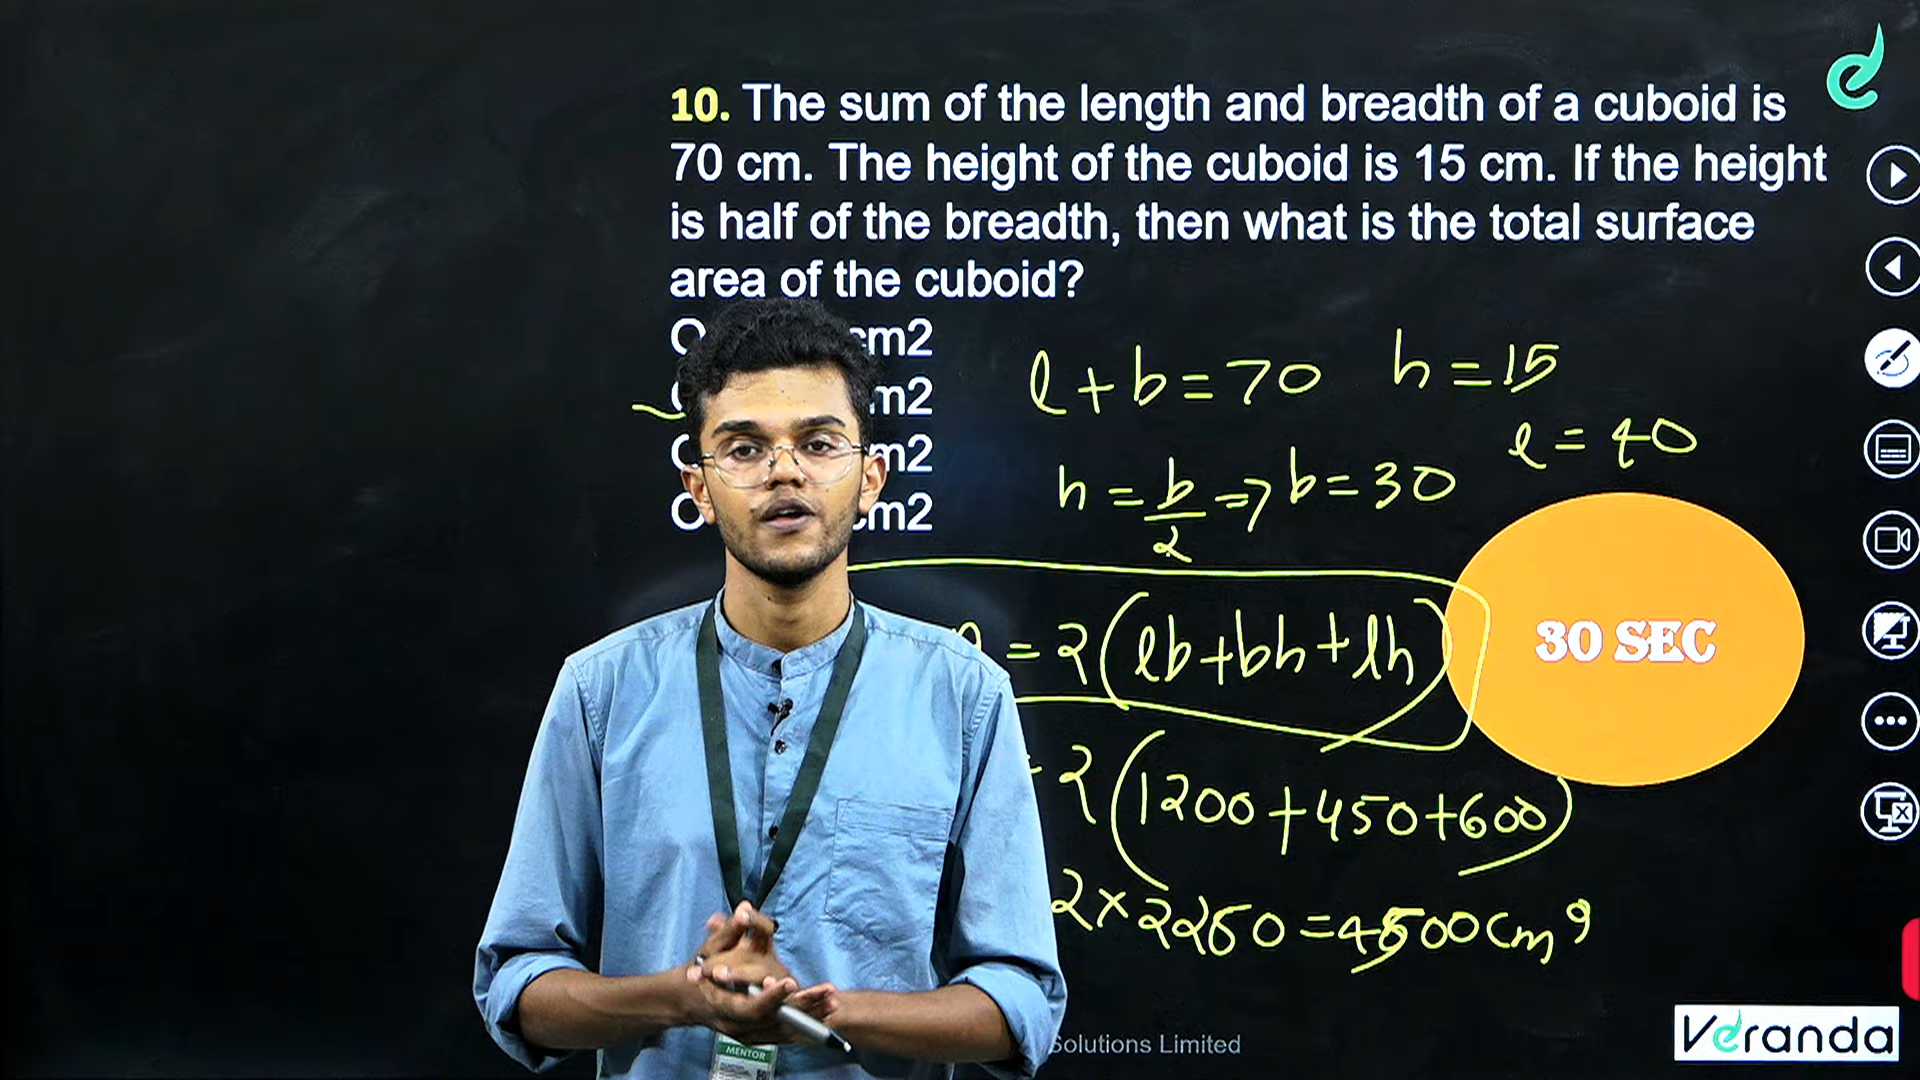 10. The sum of the length and breadth of a cuboid is
70 cm. The height of the cuboid is 15 cm. If the height
is half of the breadth, then what is the total surface
area of the cuboid?
cm2
m2
m2
cm2
l + b = 70 h = 15
l = 40
h = b/2 => b = 30
= 2(lb+bh+lh)
30 SEC
2(1200+450+600)
2×2250=4500cm²
Solutions Limited
MENTOR
Veranda